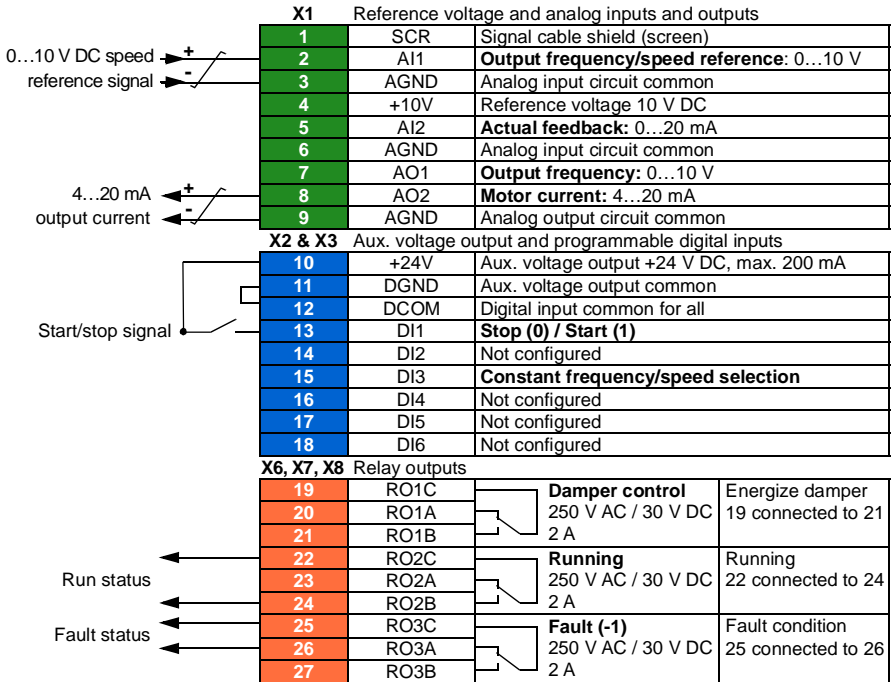 X1 Reference voltage and analog inputs and outputs
1 SCR Signal cable shield (screen)
0…10 V DC speed + 2 AI1 Output frequency/speed reference: 0…10 V
reference signal - 3 AGND Analog input circuit common
4 +10V Reference voltage 10 V DC
5 AI2 Actual feedback: 0…20 mA
6 AGND Analog input circuit common
7 AO1 Output frequency: 0…10 V
4…20 mA + 8 AO2 Motor current: 4…20 mA
output current - 9 AGND Analog output circuit common
X2 & X3 Aux. voltage output and programmable digital inputs
10 +24V Aux. voltage output +24 V DC, max. 200 mA
11 DGND Aux. voltage output common
12 DCOM Digital input common for all
Start/stop signal 13 DI1 Stop (0) / Start (1)
14 DI2 Not configured
15 DI3 Constant frequency/speed selection
16 DI4 Not configured
17 DI5 Not configured
18 DI6 Not configured
X6, X7, X8 Relay outputs
19 RO1C Damper control Energize damper
20 RO1A 250 V AC / 30 V DC 19 connected to 21
21 RO1B 2 A
22 RO2C Running Running
Run status 23 RO2A 250 V AC / 30 V DC 22 connected to 24
24 RO2B 2 A
25 RO3C Fault (-1) Fault condition
Fault status 26 RO3A 250 V AC / 30 V DC 25 connected to 26
27 RO3B 2 A